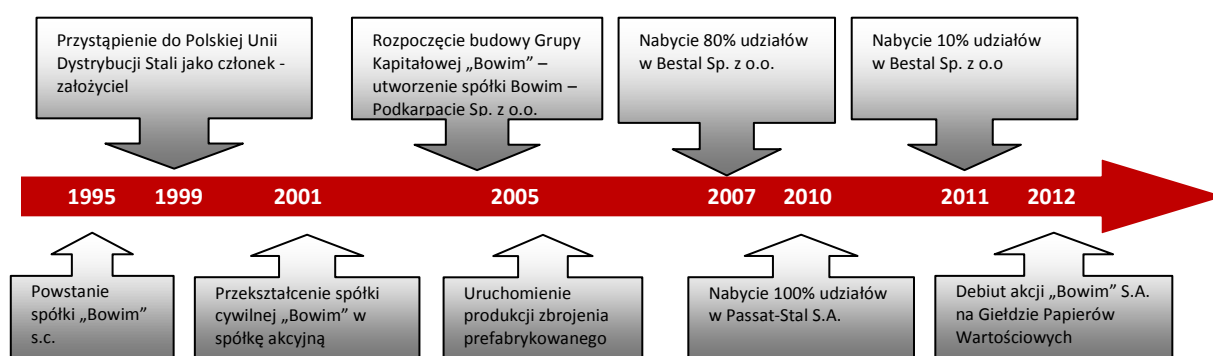 Przystąpienie do Polskiej Unii
Dystrybucji Stali jako członek -
założyciel
Rozpoczęcie budowy Grupy
Kapitałowej „Bowim” –
utworzenie spółki Bowim –
Podkarpacie Sp. z o.o.
Nabycie 80% udziałów
w Bestal Sp. z o.o.
Nabycie 10% udziałów
w Bestal Sp. z o.o
1995 1999 2001 2005 2007 2010 2011 2012
Powstanie
spółki „Bowim”
s.c.
Przekształcenie spółki
cywilnej „Bowim” w
spółkę akcyjną
Uruchomienie
produkcji zbrojenia
prefabrykowanego
Nabycie 100% udziałów
w Passat-Stal S.A.
Debiut akcji „Bowim” S.A.
na Giełdzie Papierów
Wartościowych